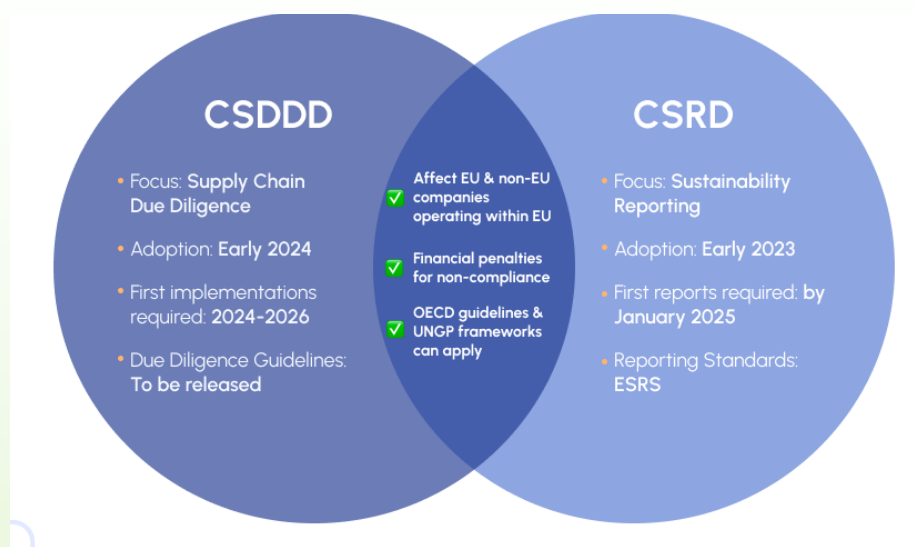 CSDDD
• Focus: Supply Chain
Due Diligence
• Adoption: Early 2024
• First implementations
required: 2024-2026
• Due Diligence Guidelines:
To be released
✅ Affect EU & non-EU
companies
operating within EU
✅ Financial penalties
for non-compliance
✅ OECD guidelines &
UNGP frameworks
can apply
CSRD
• Focus: Sustainability
Reporting
• Adoption: Early 2023
• First reports required: by
January 2025
• Reporting Standards:
ESRS